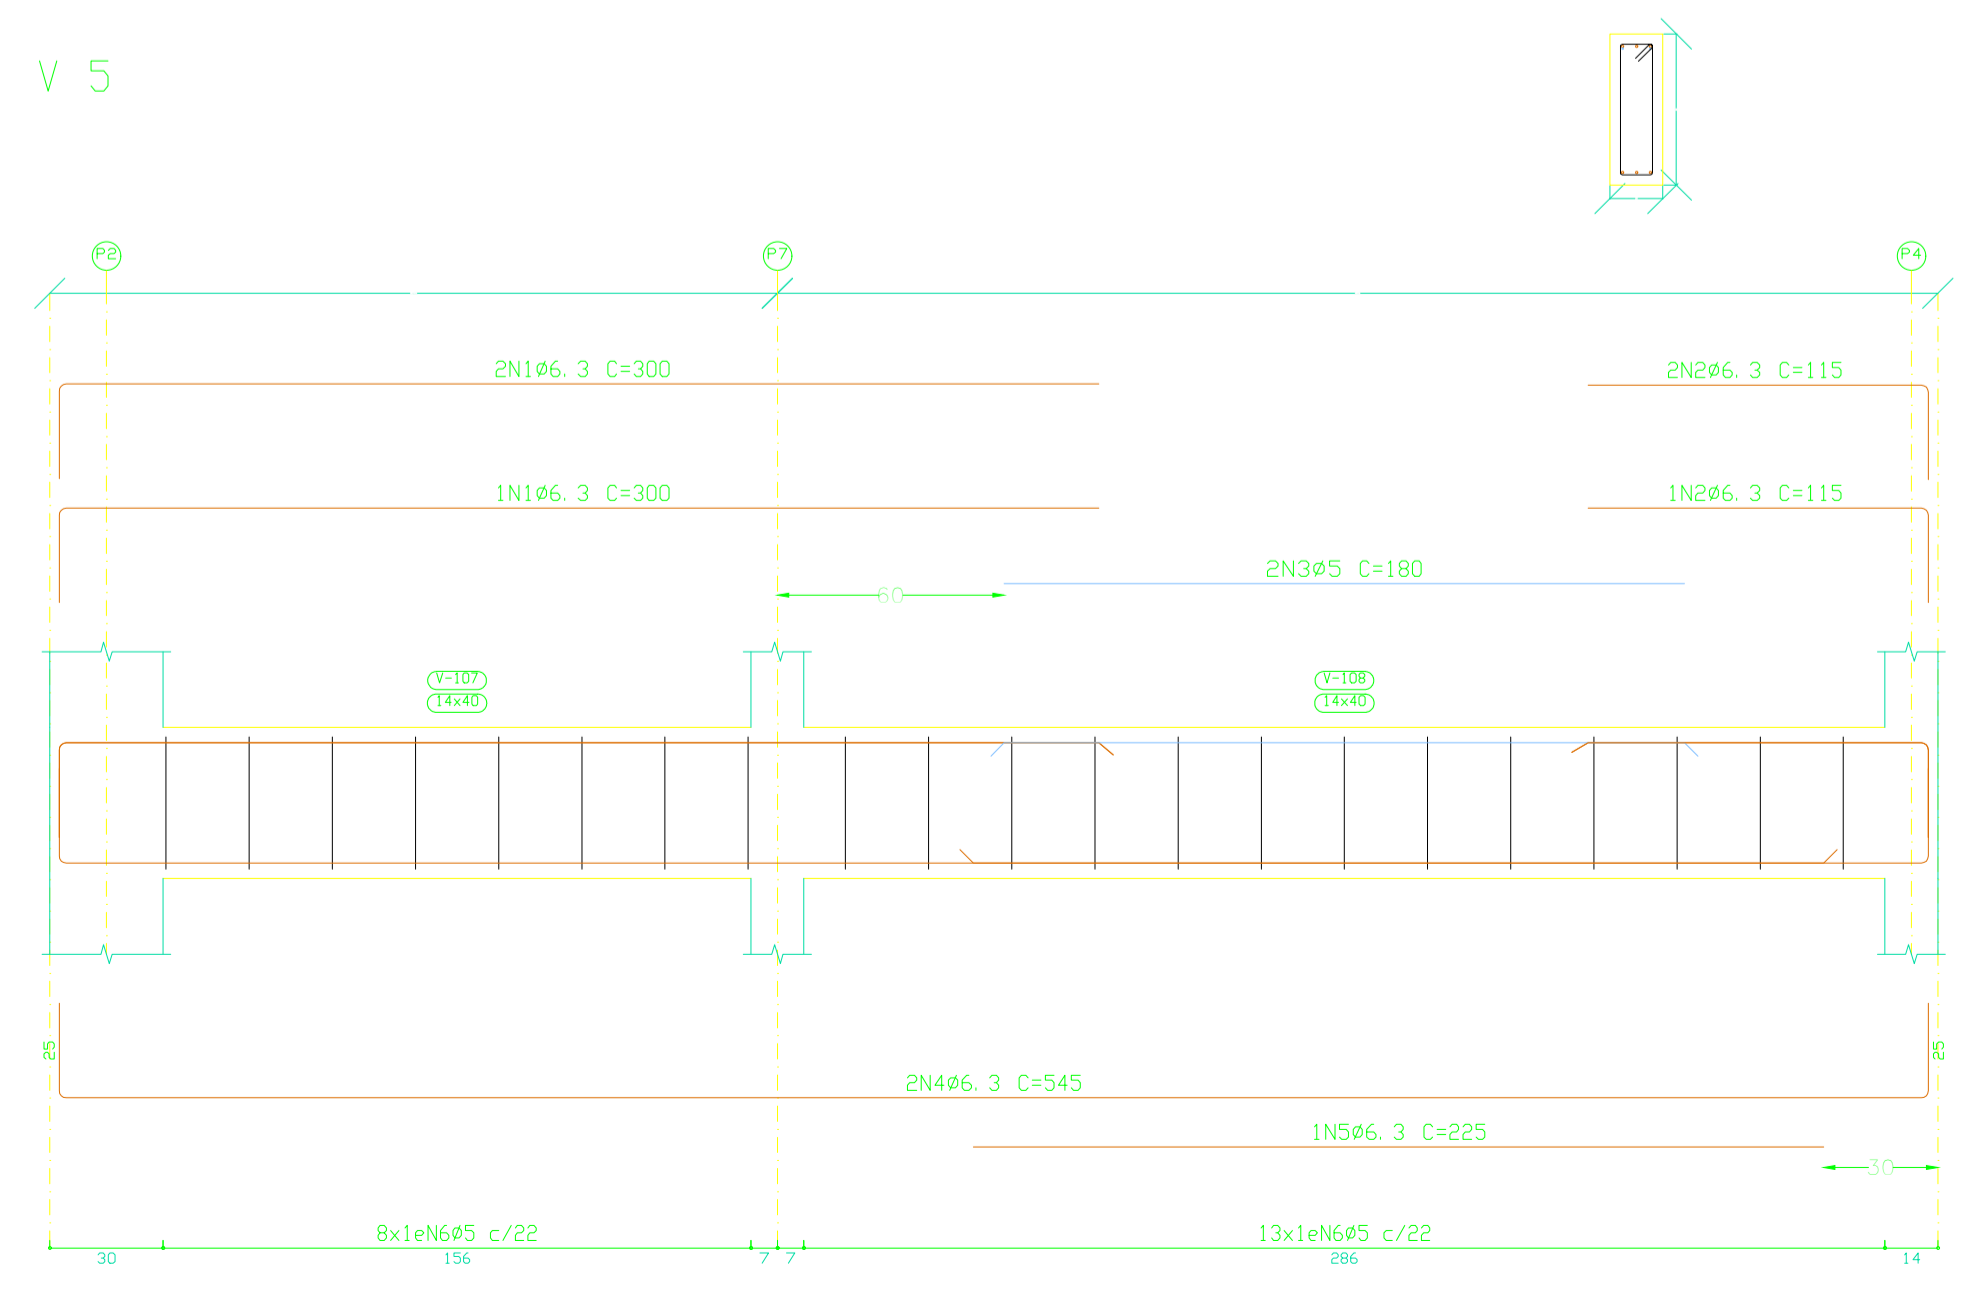 V 5
P2
P7
P4
2N1ø6.3 C=300
2N2ø6.3 C=115
1N1ø6.3 C=300
1N2ø6.3 C=115
2N3ø5 C=180
60
V-107
14x40
V-108
14x40
25
25
2N4ø6.3 C=545
1N5ø6.3 C=225
30
8x1eN6ø5 c/22
13x1eN6ø5 c/22
30
156
7
7
286
14